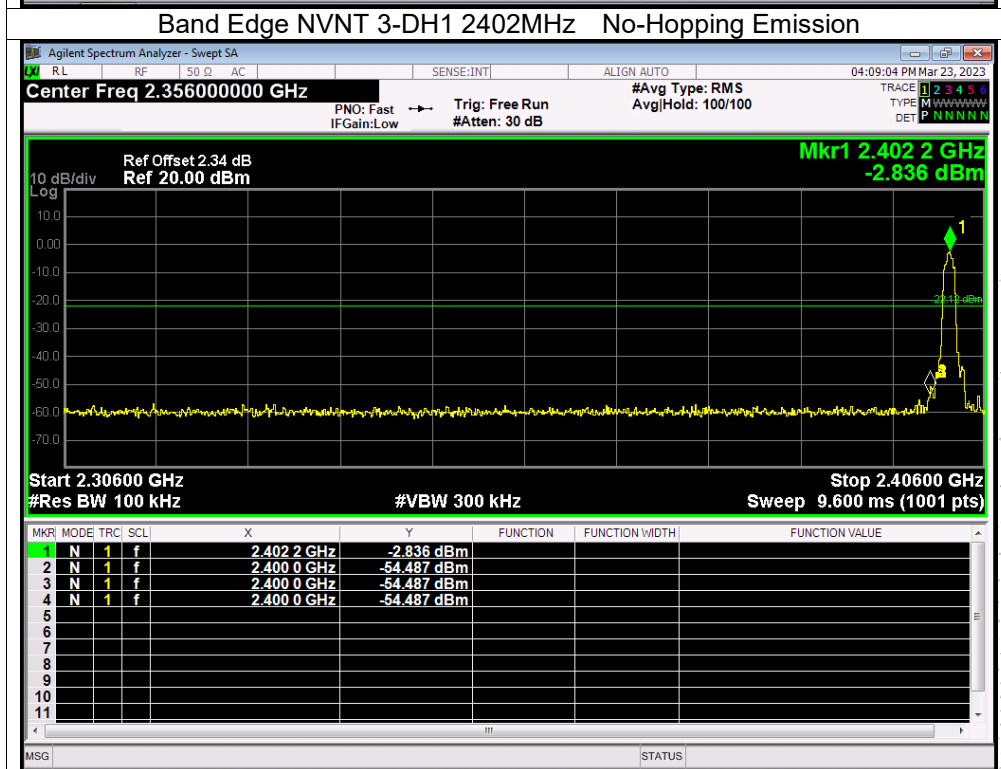 Band Edge NVNT 3-DH1 2402MHz No-Hopping Emission
Agilent Spectrum Analyzer - Swept SA
LXI RL RF 50 Ω AC SENSE:INT ALIGN AUTO 04:09:04 PM Mar 23, 2023
Center Freq 2.356000000 GHz
PNO: Fast
IFGain:Low
Trig: Free Run
#Atten: 30 dB
#Avg Type: RMS
Avg|Hold: 100/100
TRACE 1 2 3 4 5 6
TYPE M WWWWW
DET P N N N N N
Mkr1 2.402 2 GHz
-2.836 dBm
Ref Offset 2.34 dB
10 dB/div Ref 20.00 dBm
Log
10.0
0.00
-10.0
-20.0
-30.0
-40.0
-50.0
-60.0
-70.0
1
-22.12 dBm
Start 2.30600 GHz Stop 2.40600 GHz
#Res BW 100 kHz #VBW 300 kHz Sweep 9.600 ms (1001 pts)
MKR MODE TRC SCL X Y FUNCTION FUNCTION WIDTH FUNCTION VALUE
1 N 1 f 2.402 2 GHz -2.836 dBm
2 N 1 f 2.400 0 GHz -54.487 dBm
3 N 1 f 2.400 0 GHz -54.487 dBm
4 N 1 f 2.400 0 GHz -54.487 dBm
5
6
7
8
9
10
11
MSG STATUS